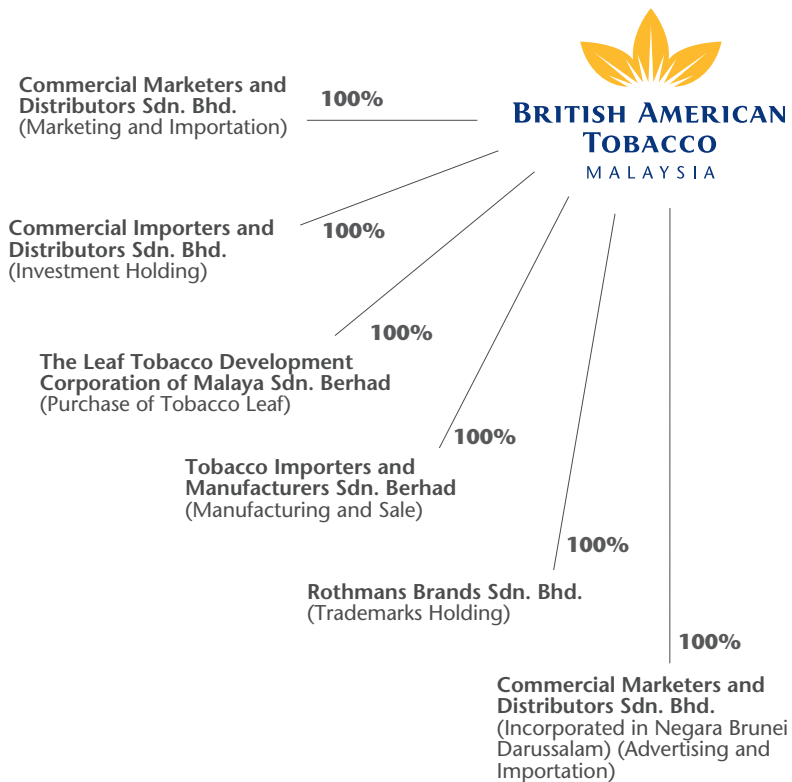 BRITISH AMERICAN
TOBACCO
MALAYSIA
Commercial Marketers and
Distributors Sdn. Bhd.
(Marketing and Importation)
100%
Commercial Importers and
Distributors Sdn. Bhd.
(Investment Holding)
100%
The Leaf Tobacco Development
Corporation of Malaya Sdn. Berhad
(Purchase of Tobacco Leaf)
100%
Tobacco Importers and
Manufacturers Sdn. Berhad
(Manufacturing and Sale)
100%
Rothmans Brands Sdn. Bhd.
(Trademarks Holding)
100%
Commercial Marketers and
Distributors Sdn. Bhd.
(Incorporated in Negara Brunei
Darussalam) (Advertising and
Importation)
100%